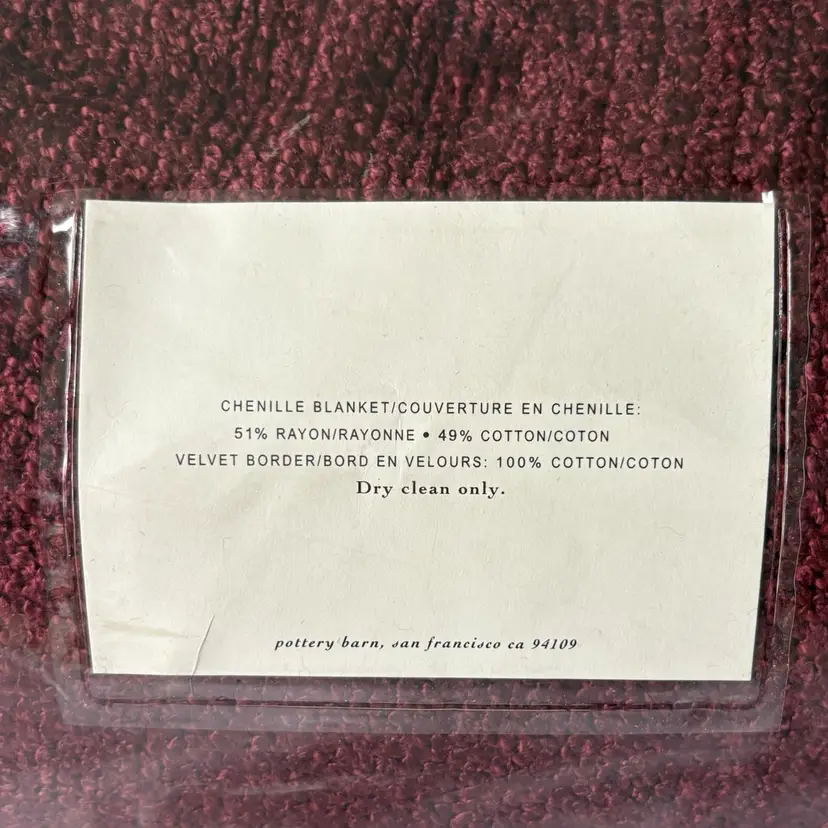 CHENILLE BLANKET/COUVERTURE EN CHENILLE:
51% RAYON/RAYONNE • 49% COTTON/COTON
VELVET BORDER/BORD EN VELOURS: 100% COTTON/COTON
Dry clean only.
pottery barn, san francisco ca 94109